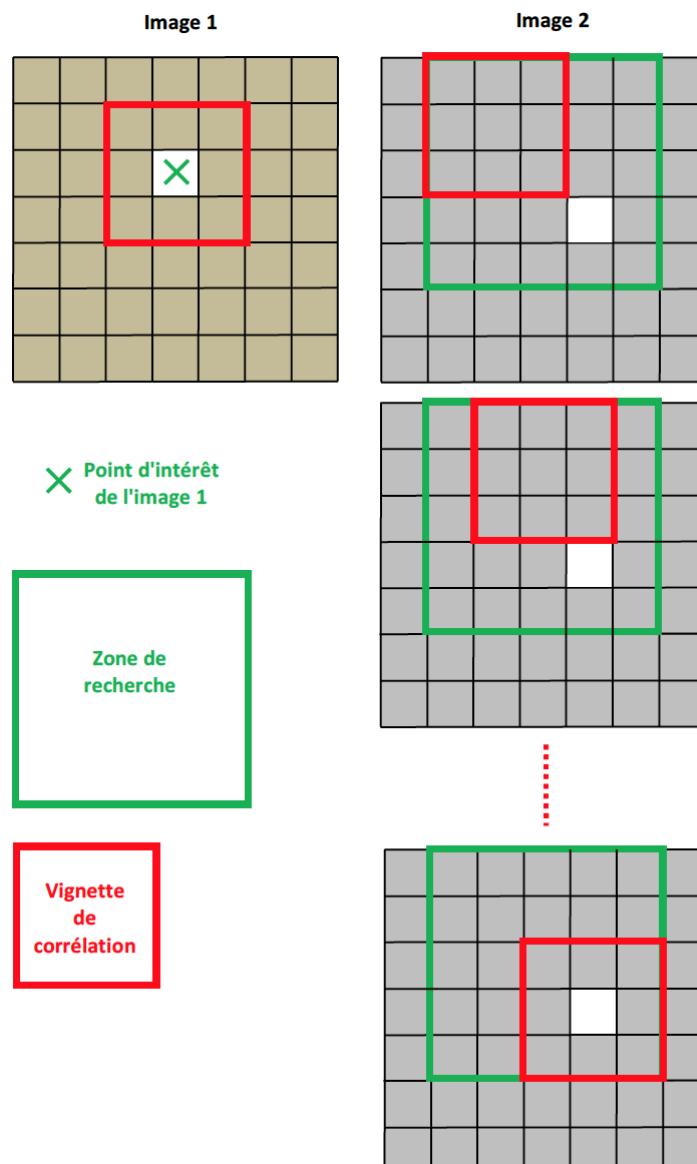 Image 1
Image 2
Point d'intérêt
de l'image 1
Zone de
recherche
Vignette
de
corrélation